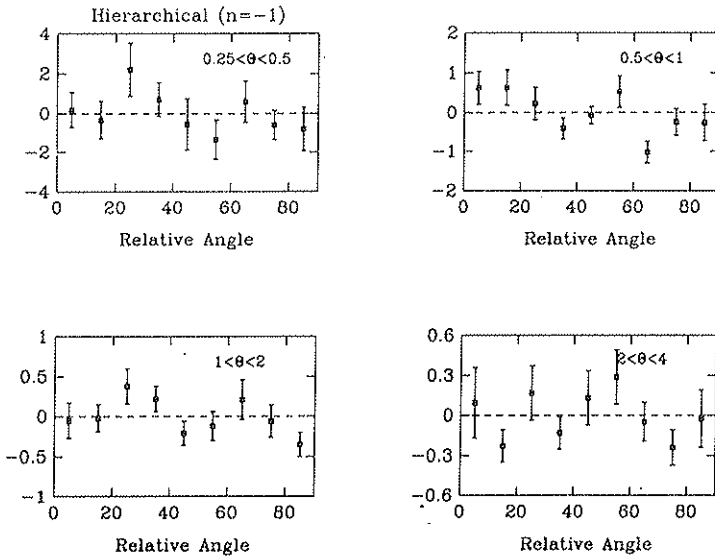 Hierarchical (n=-1)
4
2
0
-2
-4
0.25<θ<0.5
0 20 40 60 80
Relative Angle
2
1
0
-1
-2
0.5<θ<1
0 20 40 60 80
Relative Angle
1
0.5
0
-0.5
-1
1<θ<2
0 20 40 60 80
Relative Angle
0.6
0.3
0
-0.3
-0.6
2<θ<4
0 20 40 60 80
Relative Angle